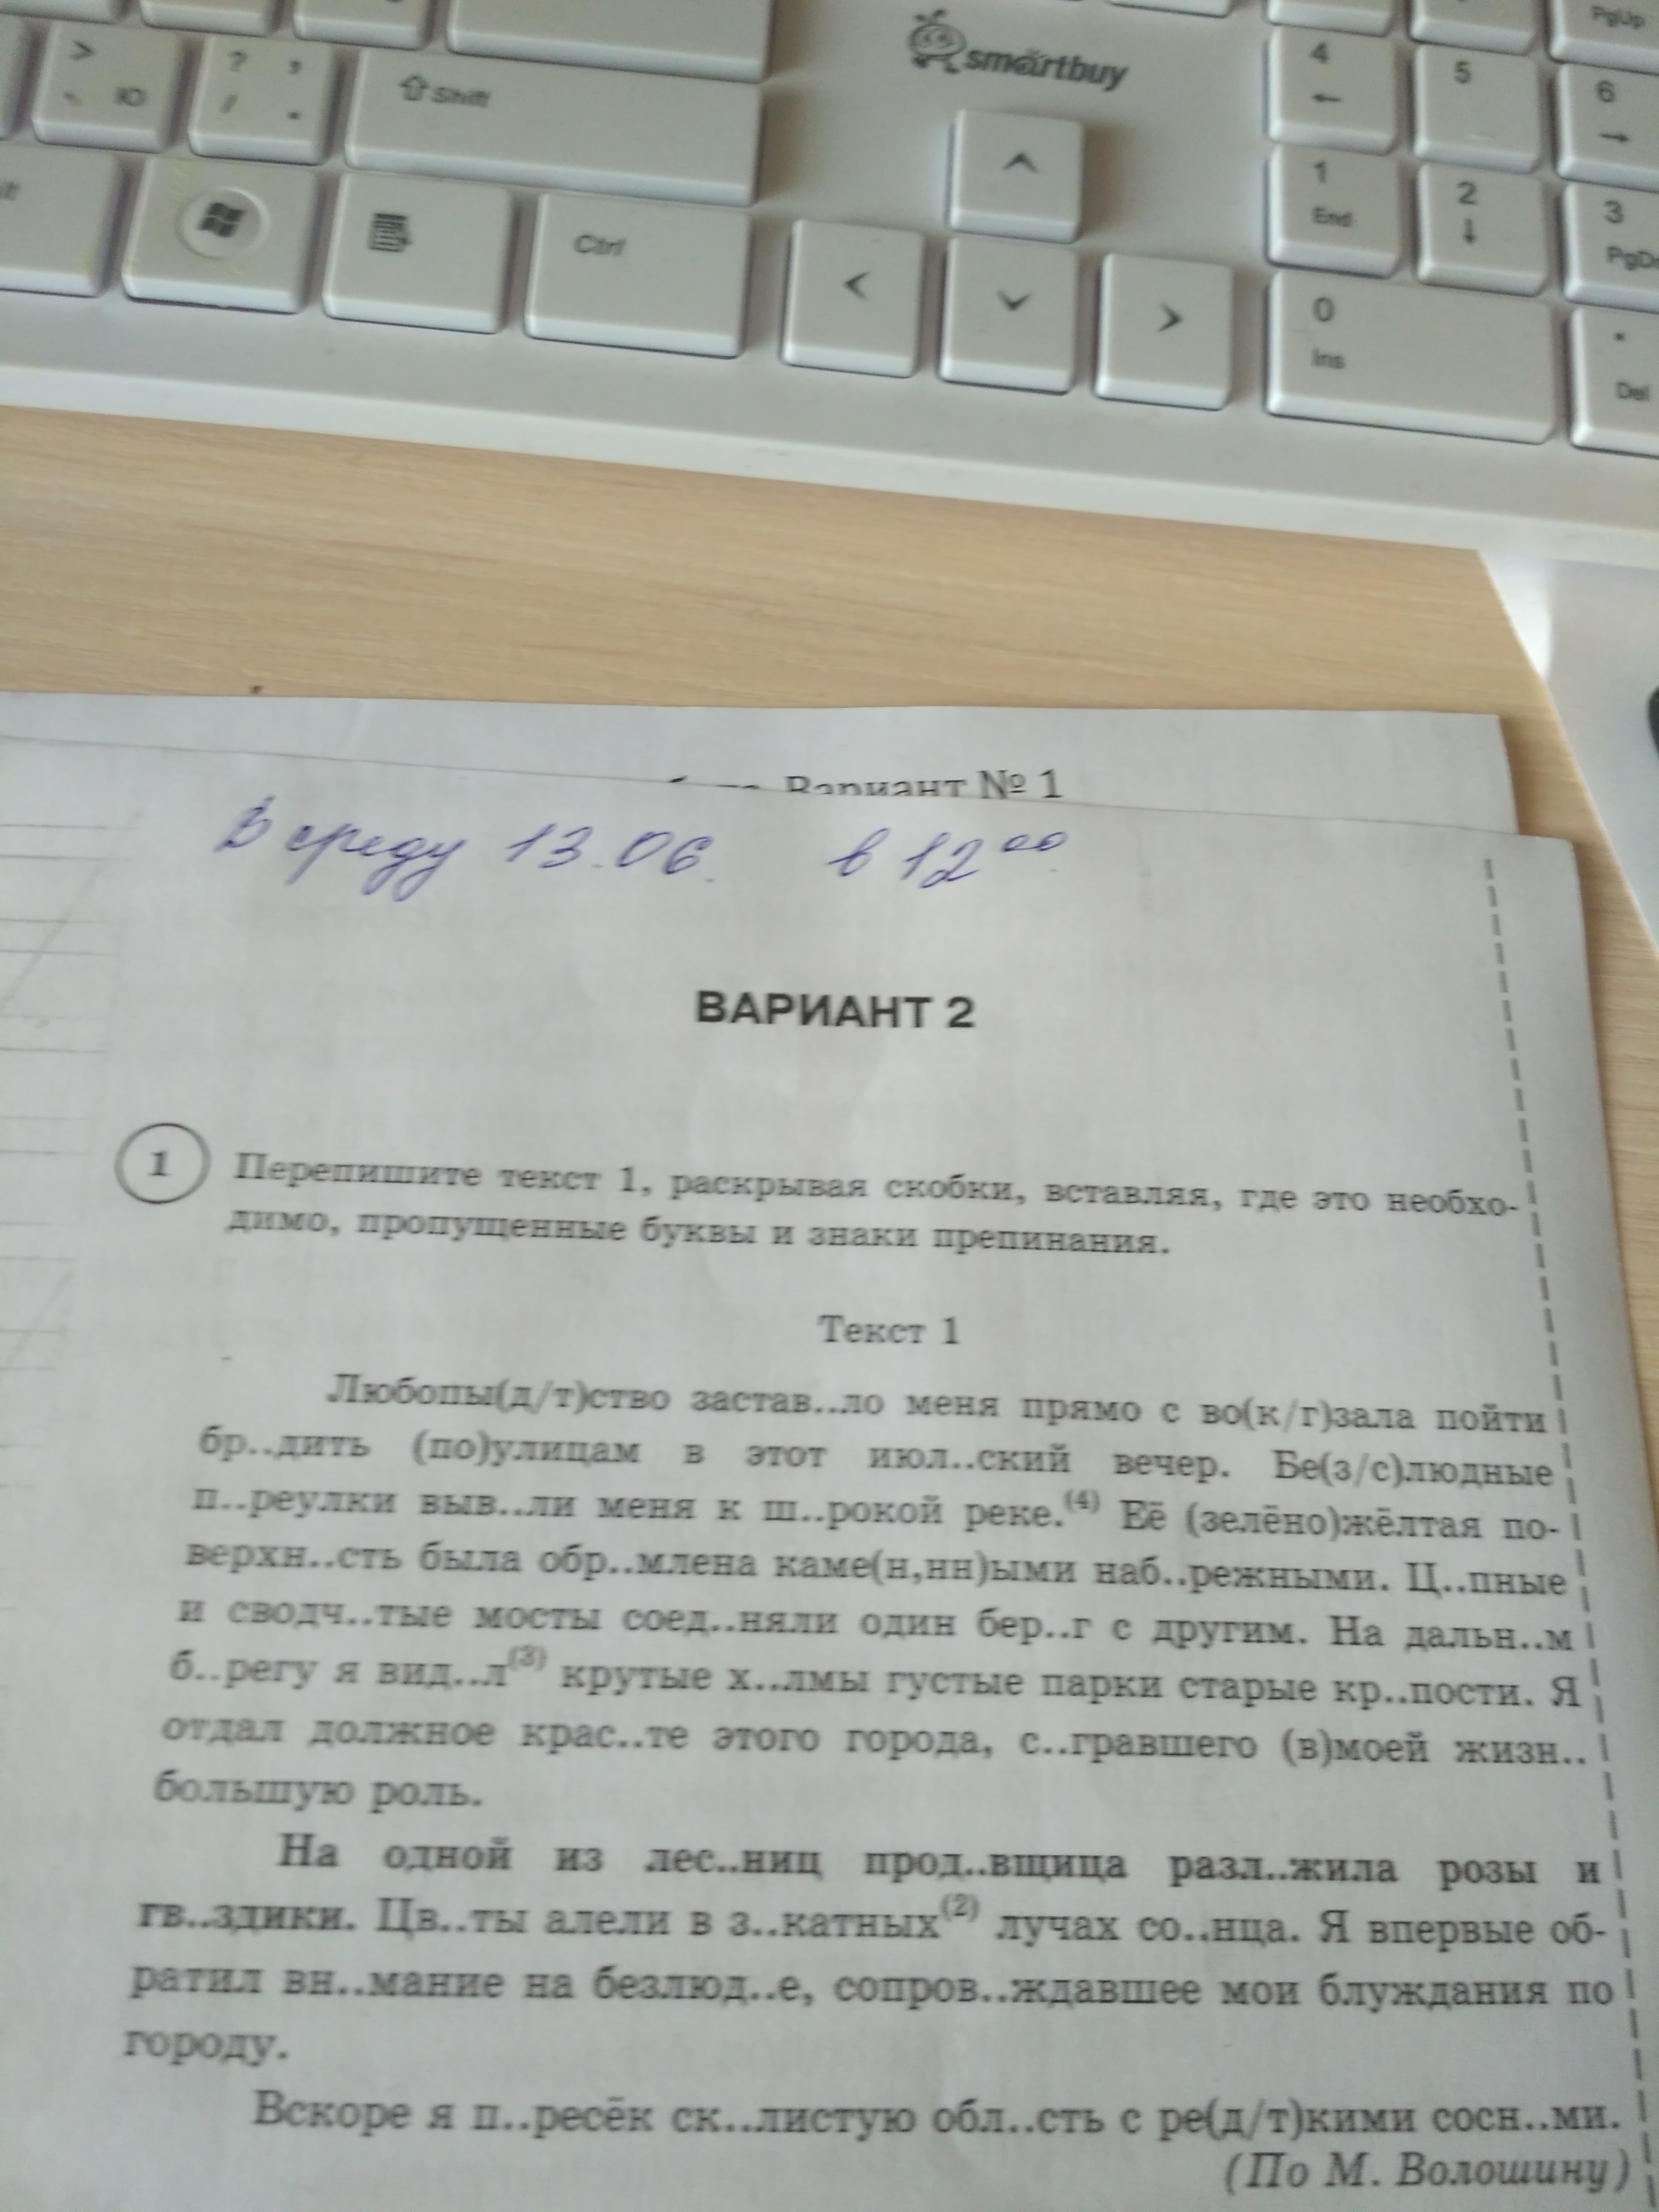 PgUp
> . Ю
? , / .
⇧Shift
smartbuy
4 ←
5
6 →
Ctrl
1 End
2 ↓
3
0 Ins
. Del
Вариант № 1
В среду 13.06. в 12⁰⁰
ВАРИАНТ 2
1 Перепишите текст 1, раскрывая скобки, вставляя, где это необхо-
димо, пропущенные буквы и знаки препинания.
Текст 1
Любопы(д/т)ство застав..ло меня прямо с во(к/г)зала пойти
бр..дить (по)улицам в этот июл..ский вечер. Бе(з/с)людные
п..реулки выв..ли меня к ш..рокой реке.(4) Её (зелёно)жёлтая по-
верхн..сть была обр..млена каме(н,нн)ыми наб..режными. Ц..пные
и сводч..тые мосты соед..няли один бер..г с другим. На дальн..м
б..регу я вид..л(3) крутые х..лмы густые парки старые кр..пости. Я
отдал должное крас..те этого города, с..гравшего (в)моей жизн..
большую роль.
На одной из лес..ниц прод..вщица разл..жила розы и
гв..здики. Цв..ты алели в з..катных(2) лучах со..нца. Я впервые об-
ратил вн..мание на безлюд..е, сопров..ждавшее мои блуждания по
городу.
Вскоре я п..ресёк ск..листую обл..сть с ре(д/т)кими сосн..ми.
(По М. Волошину)